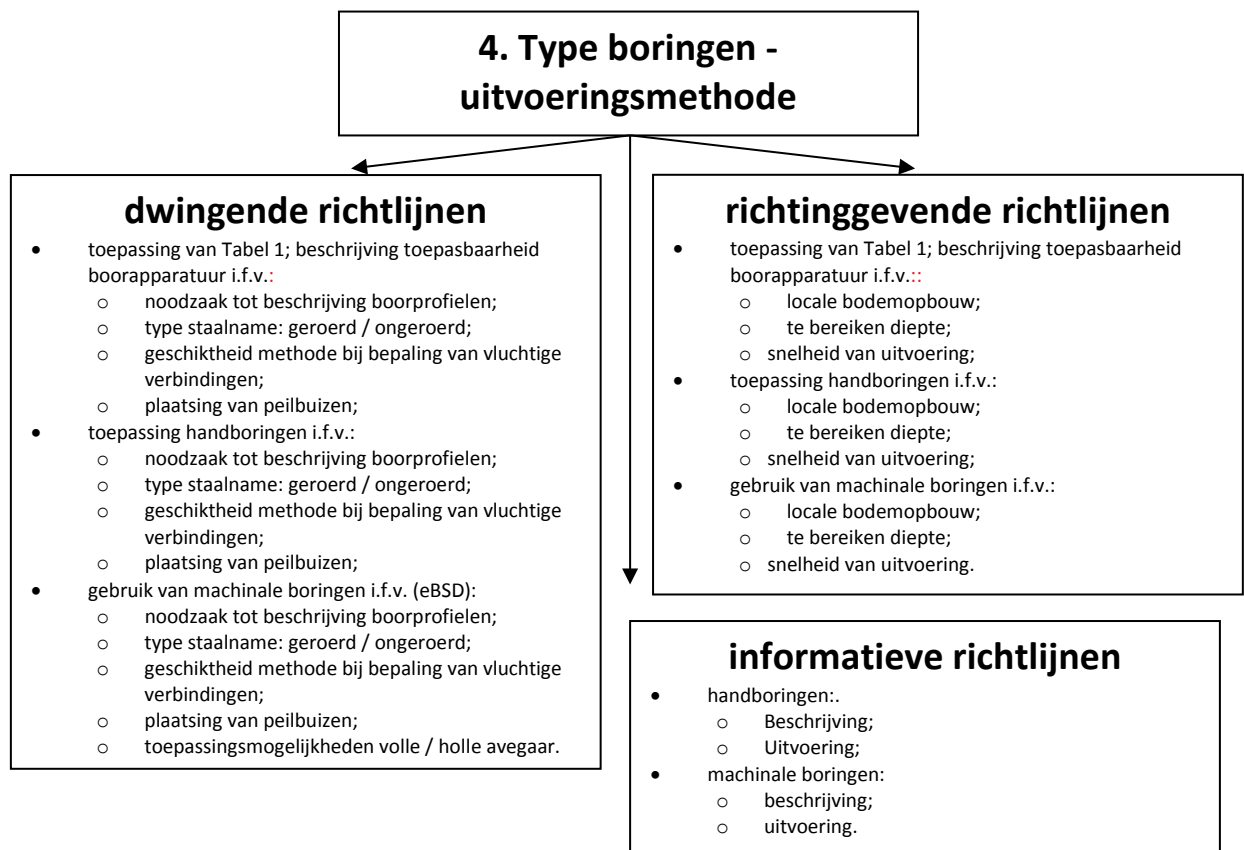 4. Type boringen -
uitvoeringsmethode
dwingende richtlijnen
• toepassing van Tabel 1; beschrijving toepasbaarheid
boorapparatuur i.f.v.:
o noodzaak tot beschrijving boorprofielen;
o type staalname: geroerd / ongeroerd;
o geschiktheid methode bij bepaling van vluchtige
verbindingen;
o plaatsing van peilbuizen;
• toepassing handboringen i.f.v.:
o noodzaak tot beschrijving boorprofielen;
o type staalname: geroerd / ongeroerd;
o geschiktheid methode bij bepaling van vluchtige
verbindingen;
o plaatsing van peilbuizen;
• gebruik van machinale boringen i.f.v. (eBSD):
o noodzaak tot beschrijving boorprofielen;
o type staalname: geroerd / ongeroerd;
o geschiktheid methode bij bepaling van vluchtige
verbindingen;
o plaatsing van peilbuizen;
o toepassingsmogelijkheden volle / holle avegaar.
richtinggevende richtlijnen
• toepassing van Tabel 1; beschrijving toepasbaarheid
boorapparatuur i.f.v.::
o locale bodemopbouw;
o te bereiken diepte;
o snelheid van uitvoering;
• toepassing handboringen i.f.v.:
o locale bodemopbouw;
o te bereiken diepte;
o snelheid van uitvoering;
• gebruik van machinale boringen i.f.v.:
o locale bodemopbouw;
o te bereiken diepte;
o snelheid van uitvoering.
informatieve richtlijnen
• handboringen:.
o Beschrijving;
o Uitvoering;
• machinale boringen:
o beschrijving;
o uitvoering.